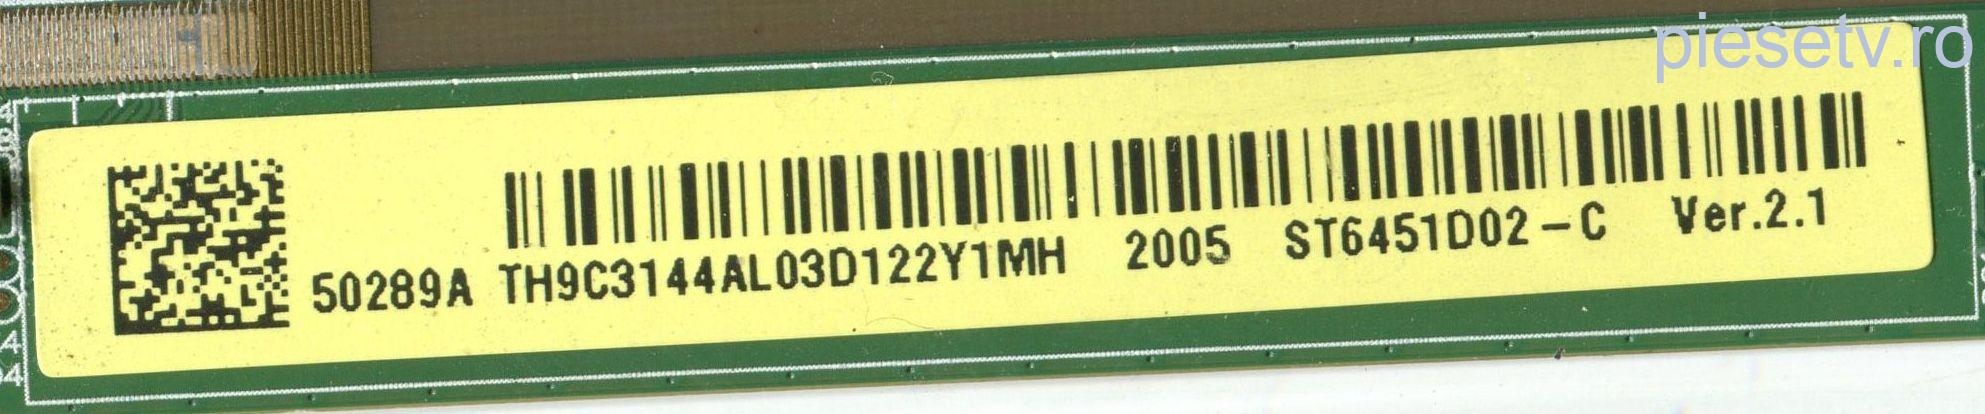 piesetv.ro
50289A TH9C3144AL03D122Y1MH 2005 ST6451D02-C Ver.2.1